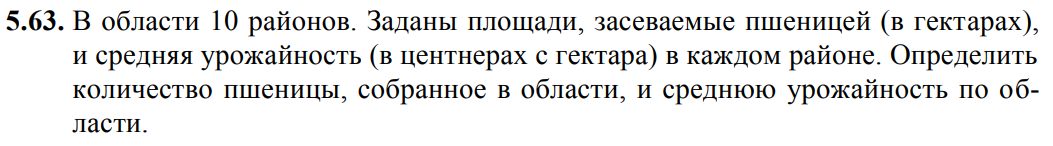 5.63. В области 10 районов. Заданы площади, засеваемые пшеницей (в гектарах),
и средняя урожайность (в центнерах с гектара) в каждом районе. Определить
количество пшеницы, собранное в области, и среднюю урожайность по об-
ласти.